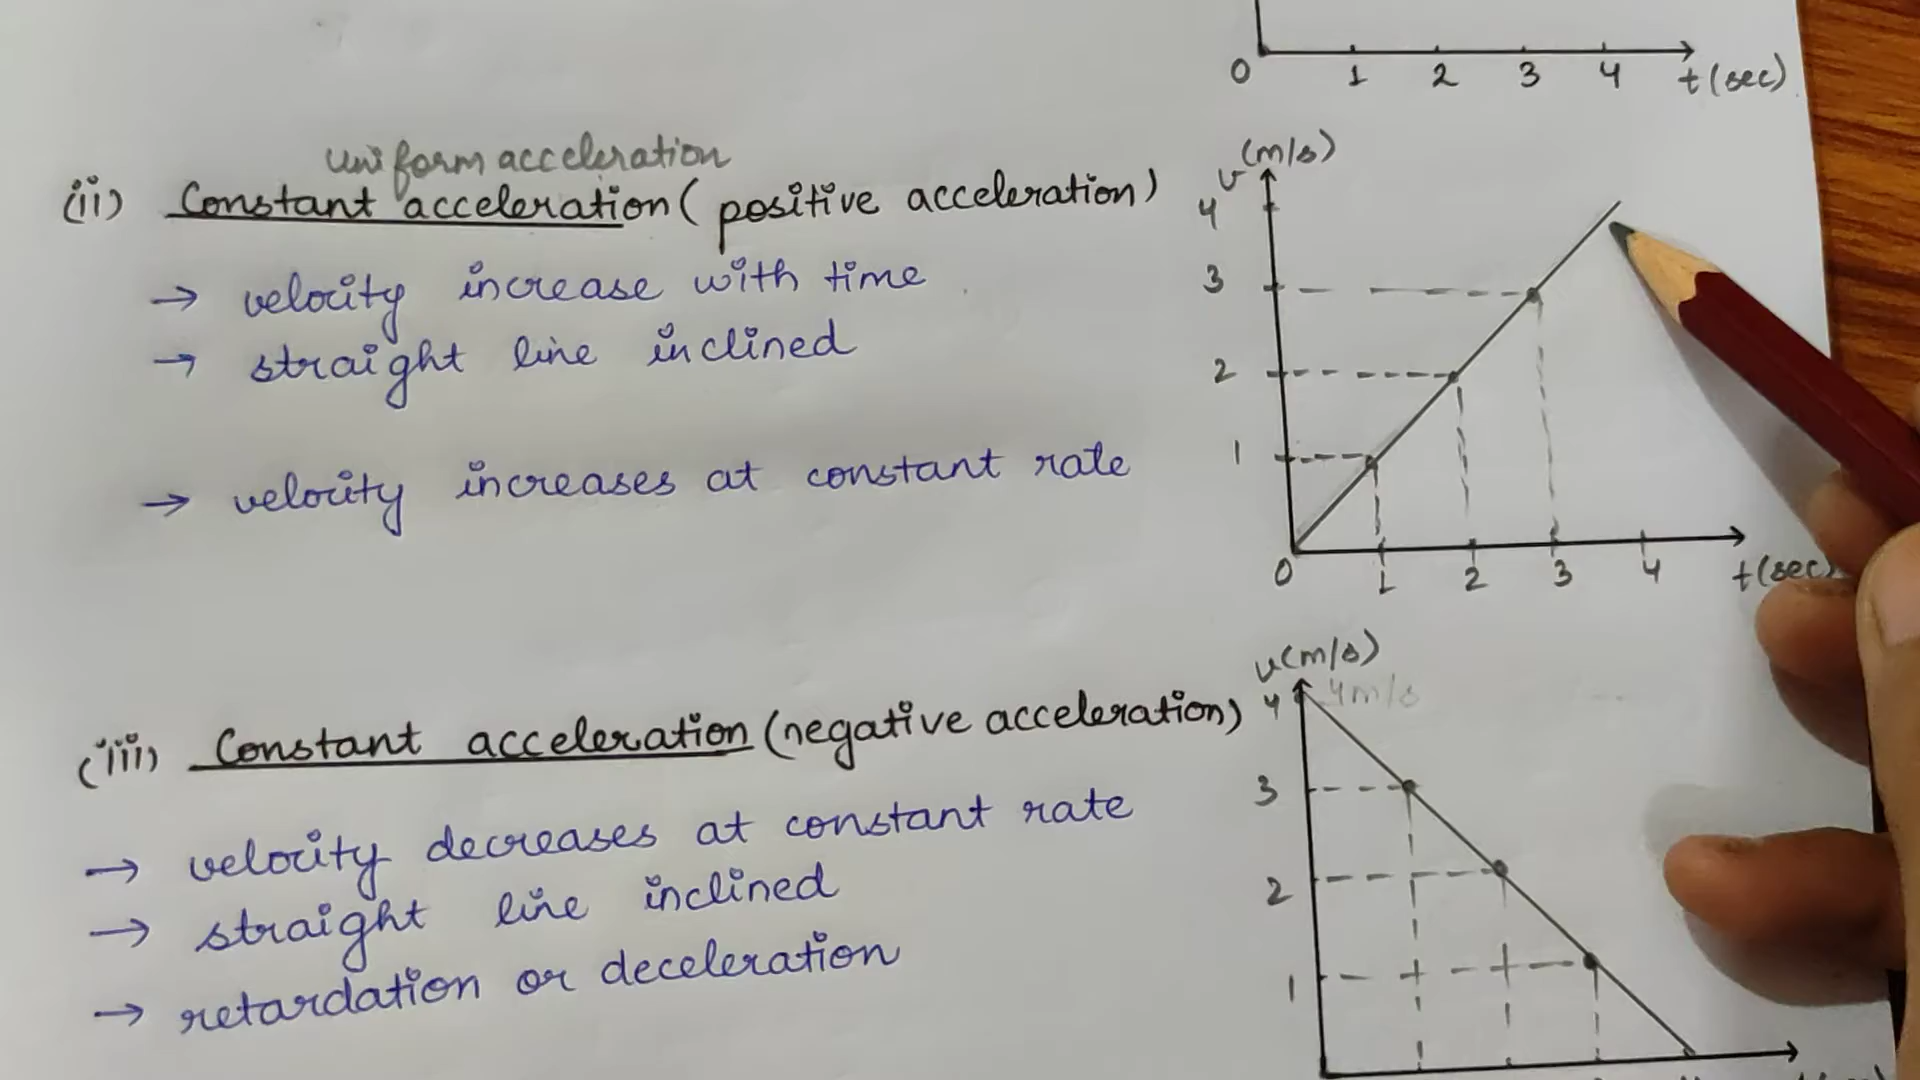 0 1 2 3 4 t(sec)
uniform acceleration
(ii) Constant acceleration (positive acceleration)
→ velocity increase with time
→ straight line inclined
→ velocity increases at constant rate
v (m/s)
4
3
2
1
0 1 2 3 4 t(sec)
(iii) Constant acceleration (negative acceleration)
→ velocity decreases at constant rate
→ straight line inclined
→ retardation or deceleration
v(m/s)
4 4m/s
3
2
1